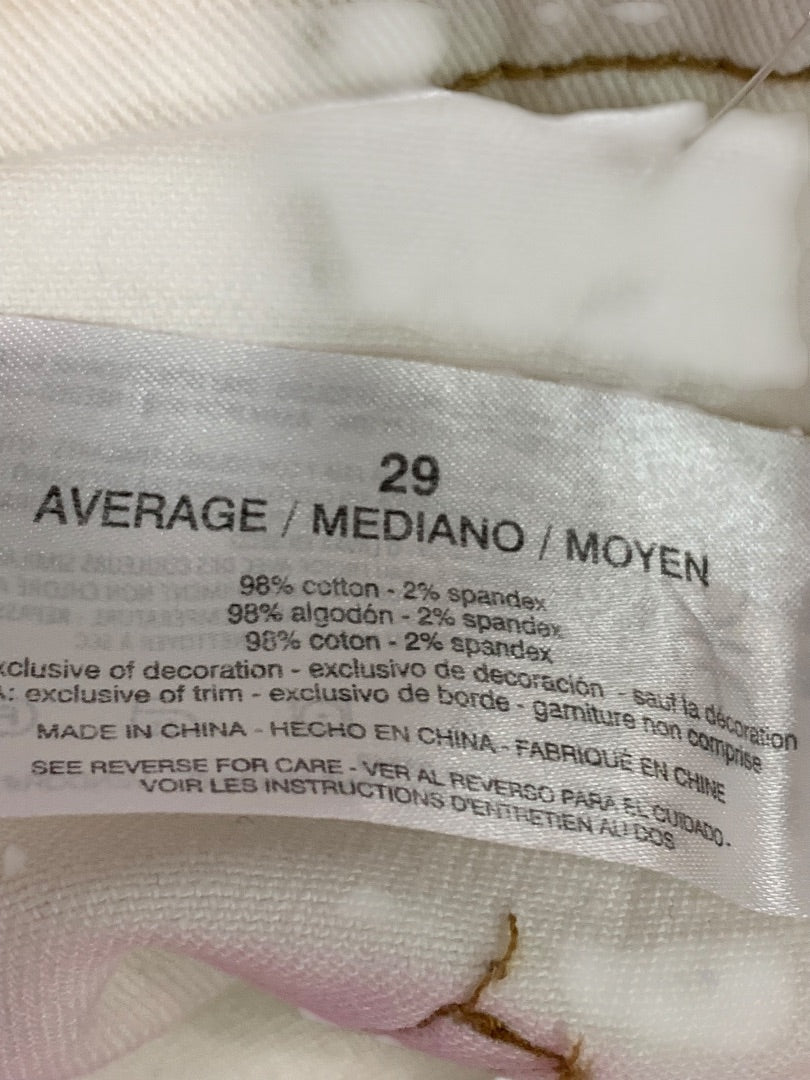 29
AVERAGE / MEDIANO / MOYEN
98% cotton - 2% spandex
98% algodón - 2% spandex
98% coton - 2% spandex
xclusive of decoration - exclusivo de decoración - sauf la décoration
: exclusive of trim - exclusivo de borde - garniture non comprise
MADE IN CHINA - HECHO EN CHINA - FABRIQUÉ EN CHINE
SEE REVERSE FOR CARE - VER AL REVERSO PARA EL CUIDADO -
VOIR LES INSTRUCTIONS D'ENTRETIEN AU DOS